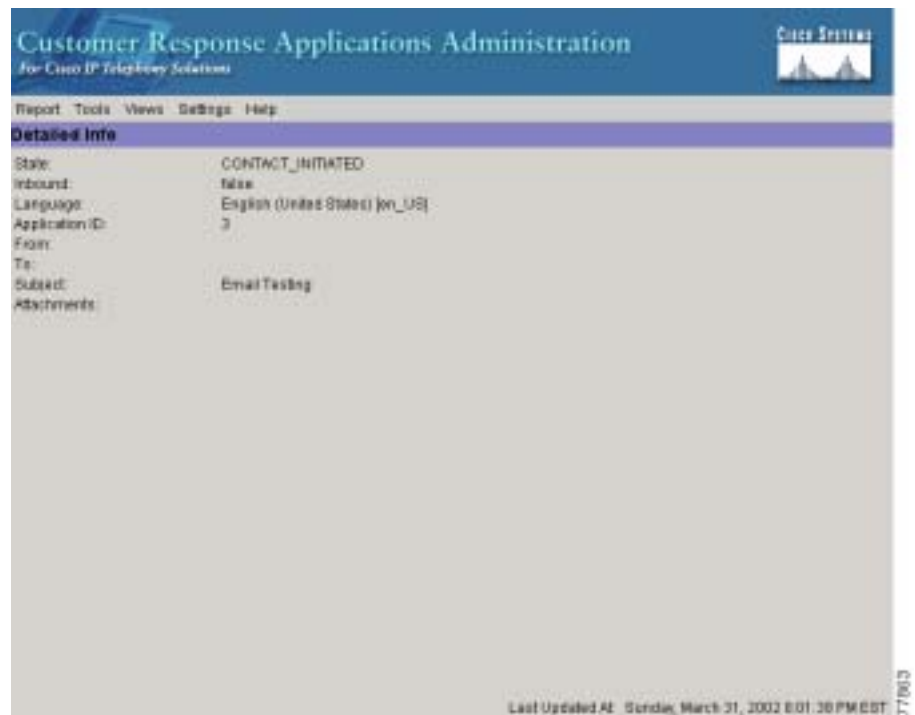 Customer Response Applications Administration
For Cisco IP Telephony Solutions
CISCO SYSTEMS
Report Tools Views Settings Help
Detailed Info
State: CONTACT_INITIATED
Inbound: false
Language: English (United States) [en_US]
Application ID: 3
From:
To:
Subject: Email Testing
Attachments:
Last Updated At: Sunday, March 31, 2002 8:01:38 PM EST
77863